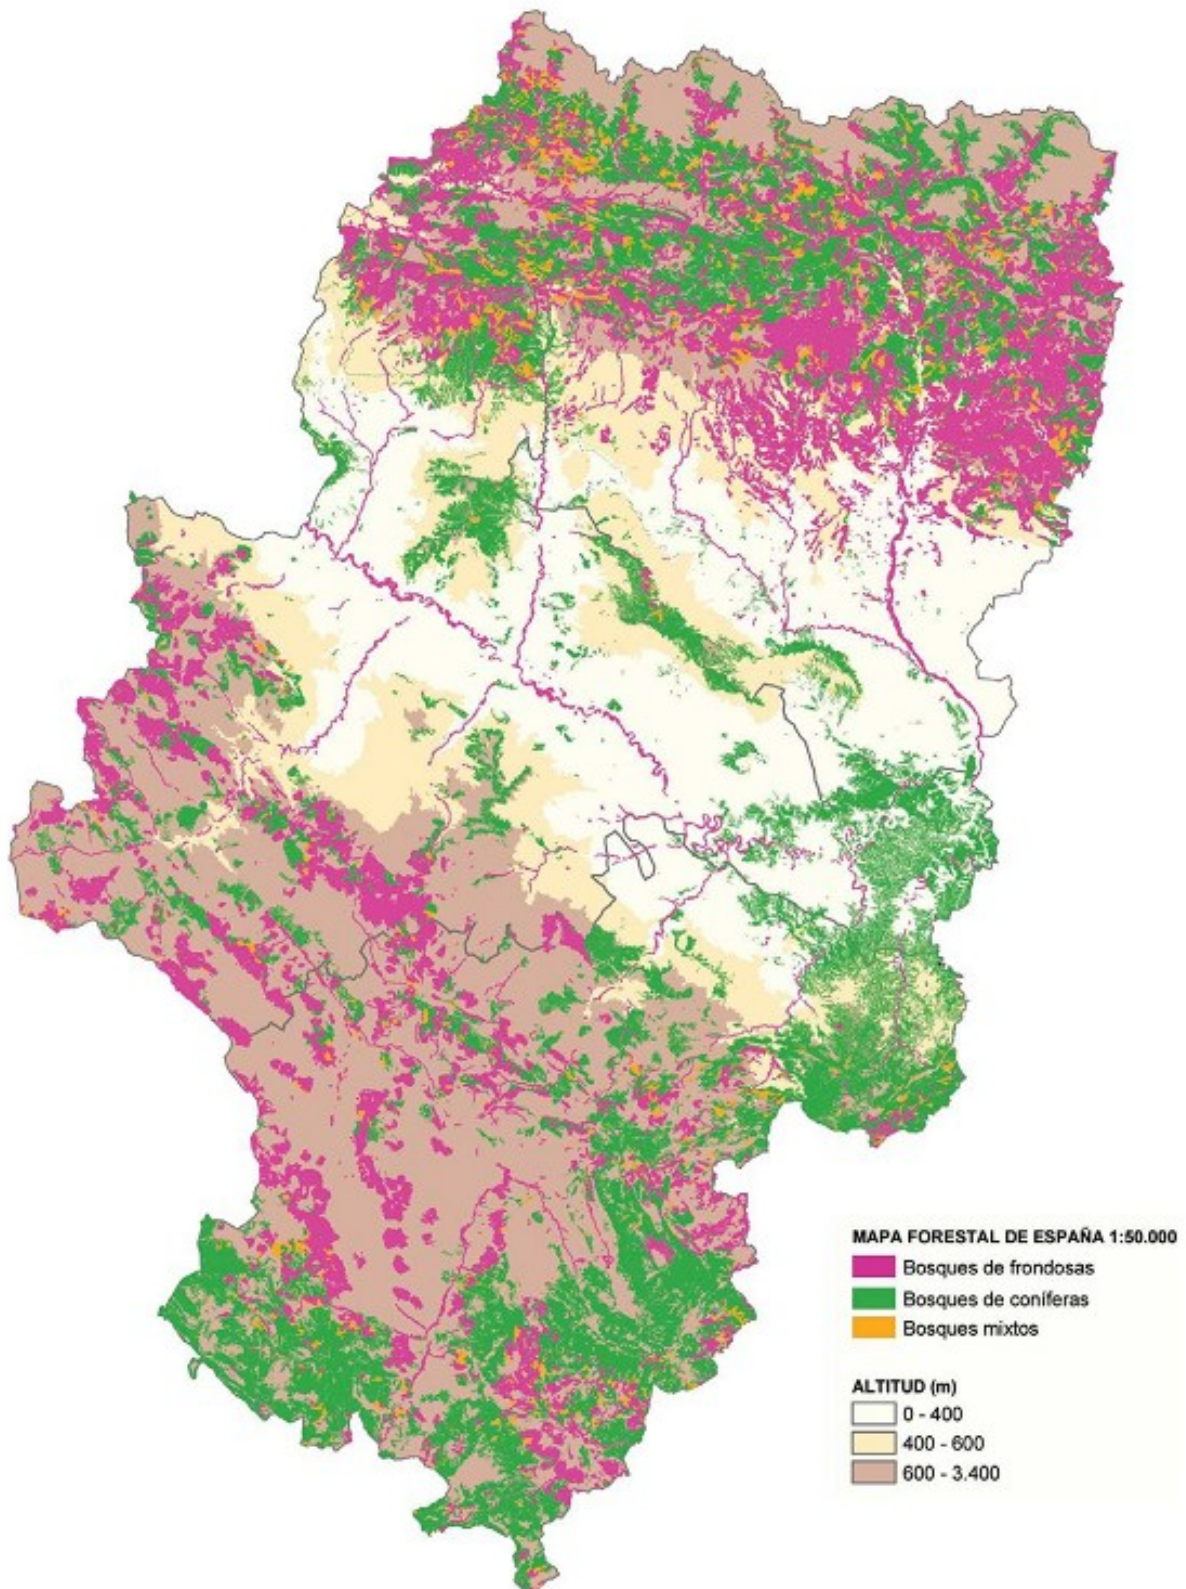 MAPA FORESTAL DE ESPAÑA 1:50.000
Bosques de frondosas
Bosques de coníferas
Bosques mixtos
ALTITUD (m)
0 - 400
400 - 600
600 - 3.400